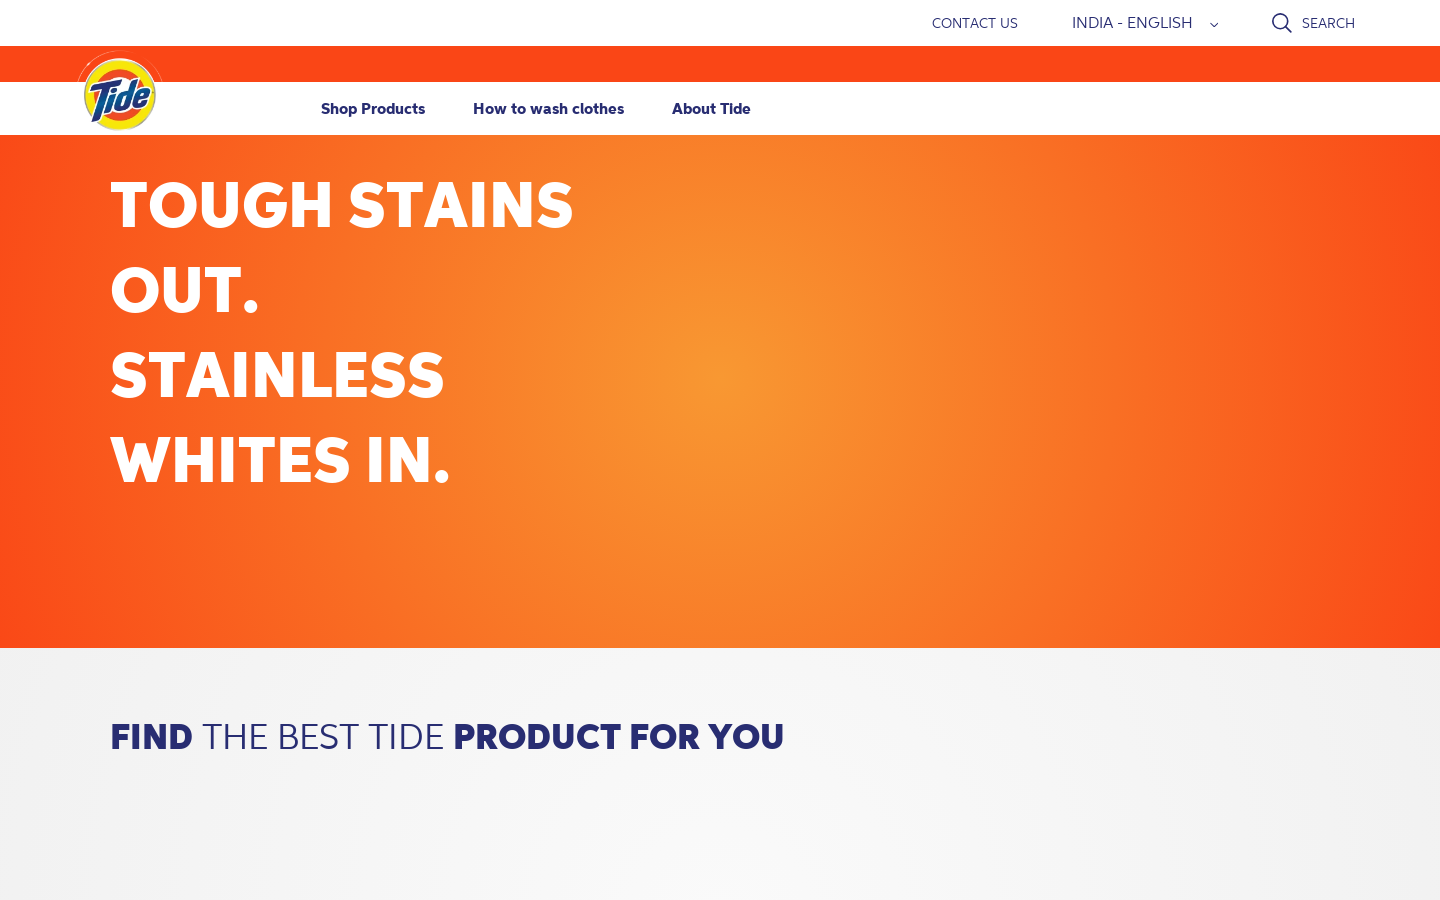 CONTACT US
INDIA - ENGLISH
SEARCH
Tide
Shop Products
How to wash clothes
About Tide
TOUGH STAINS
OUT.
STAINLESS
WHITES IN.
FIND THE BEST TIDE PRODUCT FOR YOU